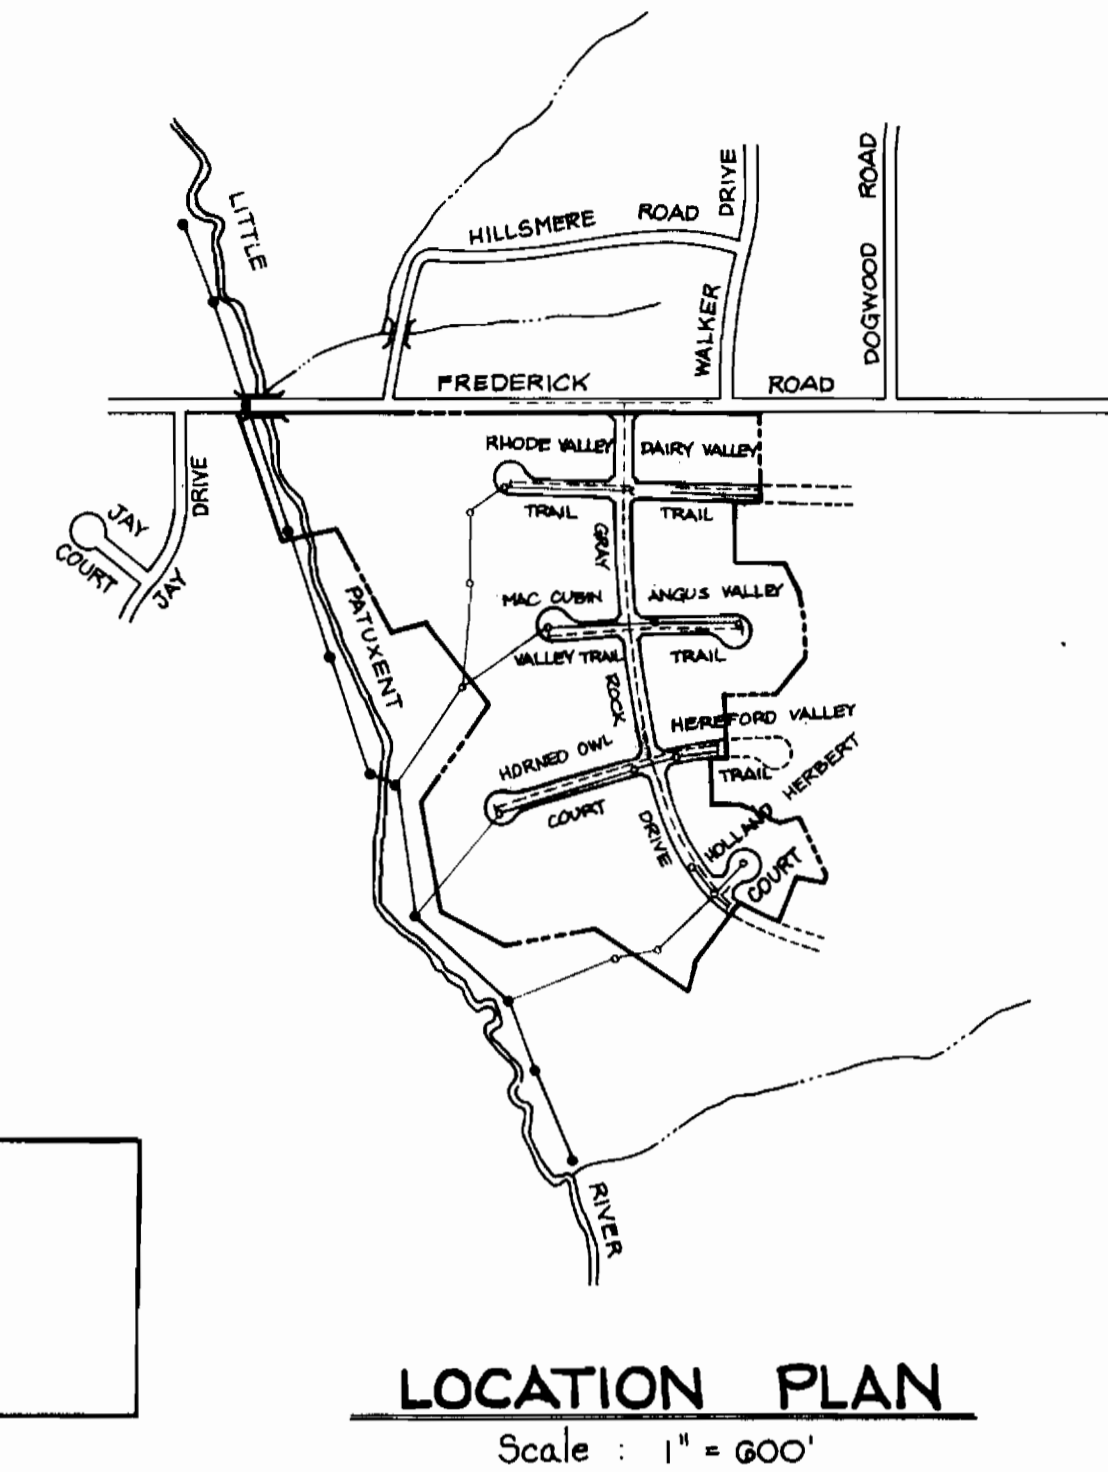 LITTLE
HILLSMERE ROAD
WALKER DRIVE
DOGWOOD ROAD
FREDERICK ROAD
RHODE VALLEY
TRAIL
DAIRY VALLEY
TRAIL
JAY
COURT
JAY DRIVE
GRAY ROCK DRIVE
MAC CUBIN
VALLEY TRAIL
ANGUS VALLEY
TRAIL
PATUXENT
HEREFORD VALLEY
TRAIL
HORNED OWL
COURT
HOLLAND HERBERT
COURT
RIVER
LOCATION PLAN
Scale : 1" = 600'